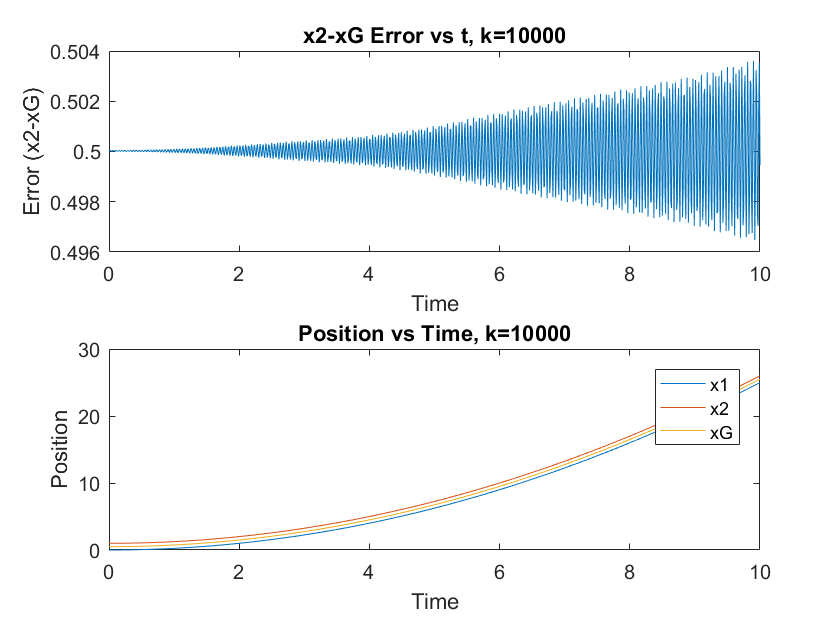 x2-xG Error vs t, k=10000
Error (x2-xG)
0.504
0.502
0.5
0.498
0.496
0 2 4 6 8 10
Time
Position vs Time, k=10000
Position
30
20
10
0
x1
x2
xG
0 2 4 6 8 10
Time